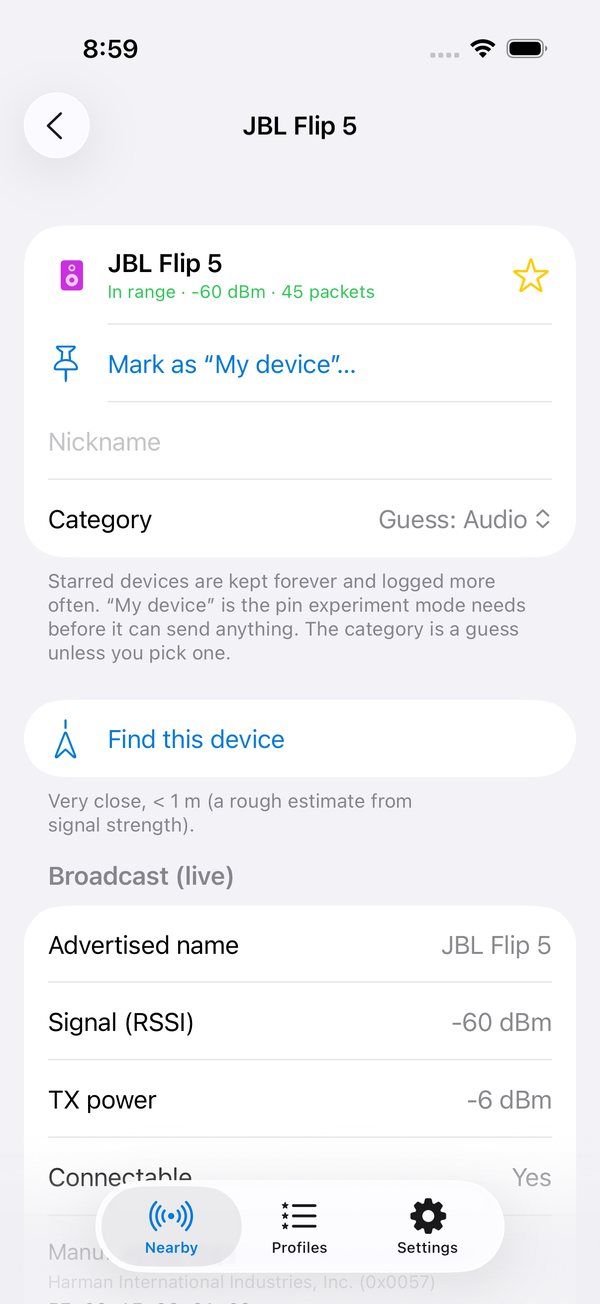 8:59
JBL Flip 5
JBL Flip 5
In range · -60 dBm · 45 packets
Mark as “My device”...
Nickname
Category
Guess: Audio
Starred devices are kept forever and logged more
often. “My device” is the pin experiment mode needs
before it can send anything. The category is a guess
unless you pick one.
Find this device
Very close, < 1 m (a rough estimate from
signal strength).
Broadcast (live)
Advertised name
JBL Flip 5
Signal (RSSI)
-60 dBm
TX power
-6 dBm
Connectable
Yes
Nearby
Profiles
Settings
Harman International Industries, Inc. (0x0057)